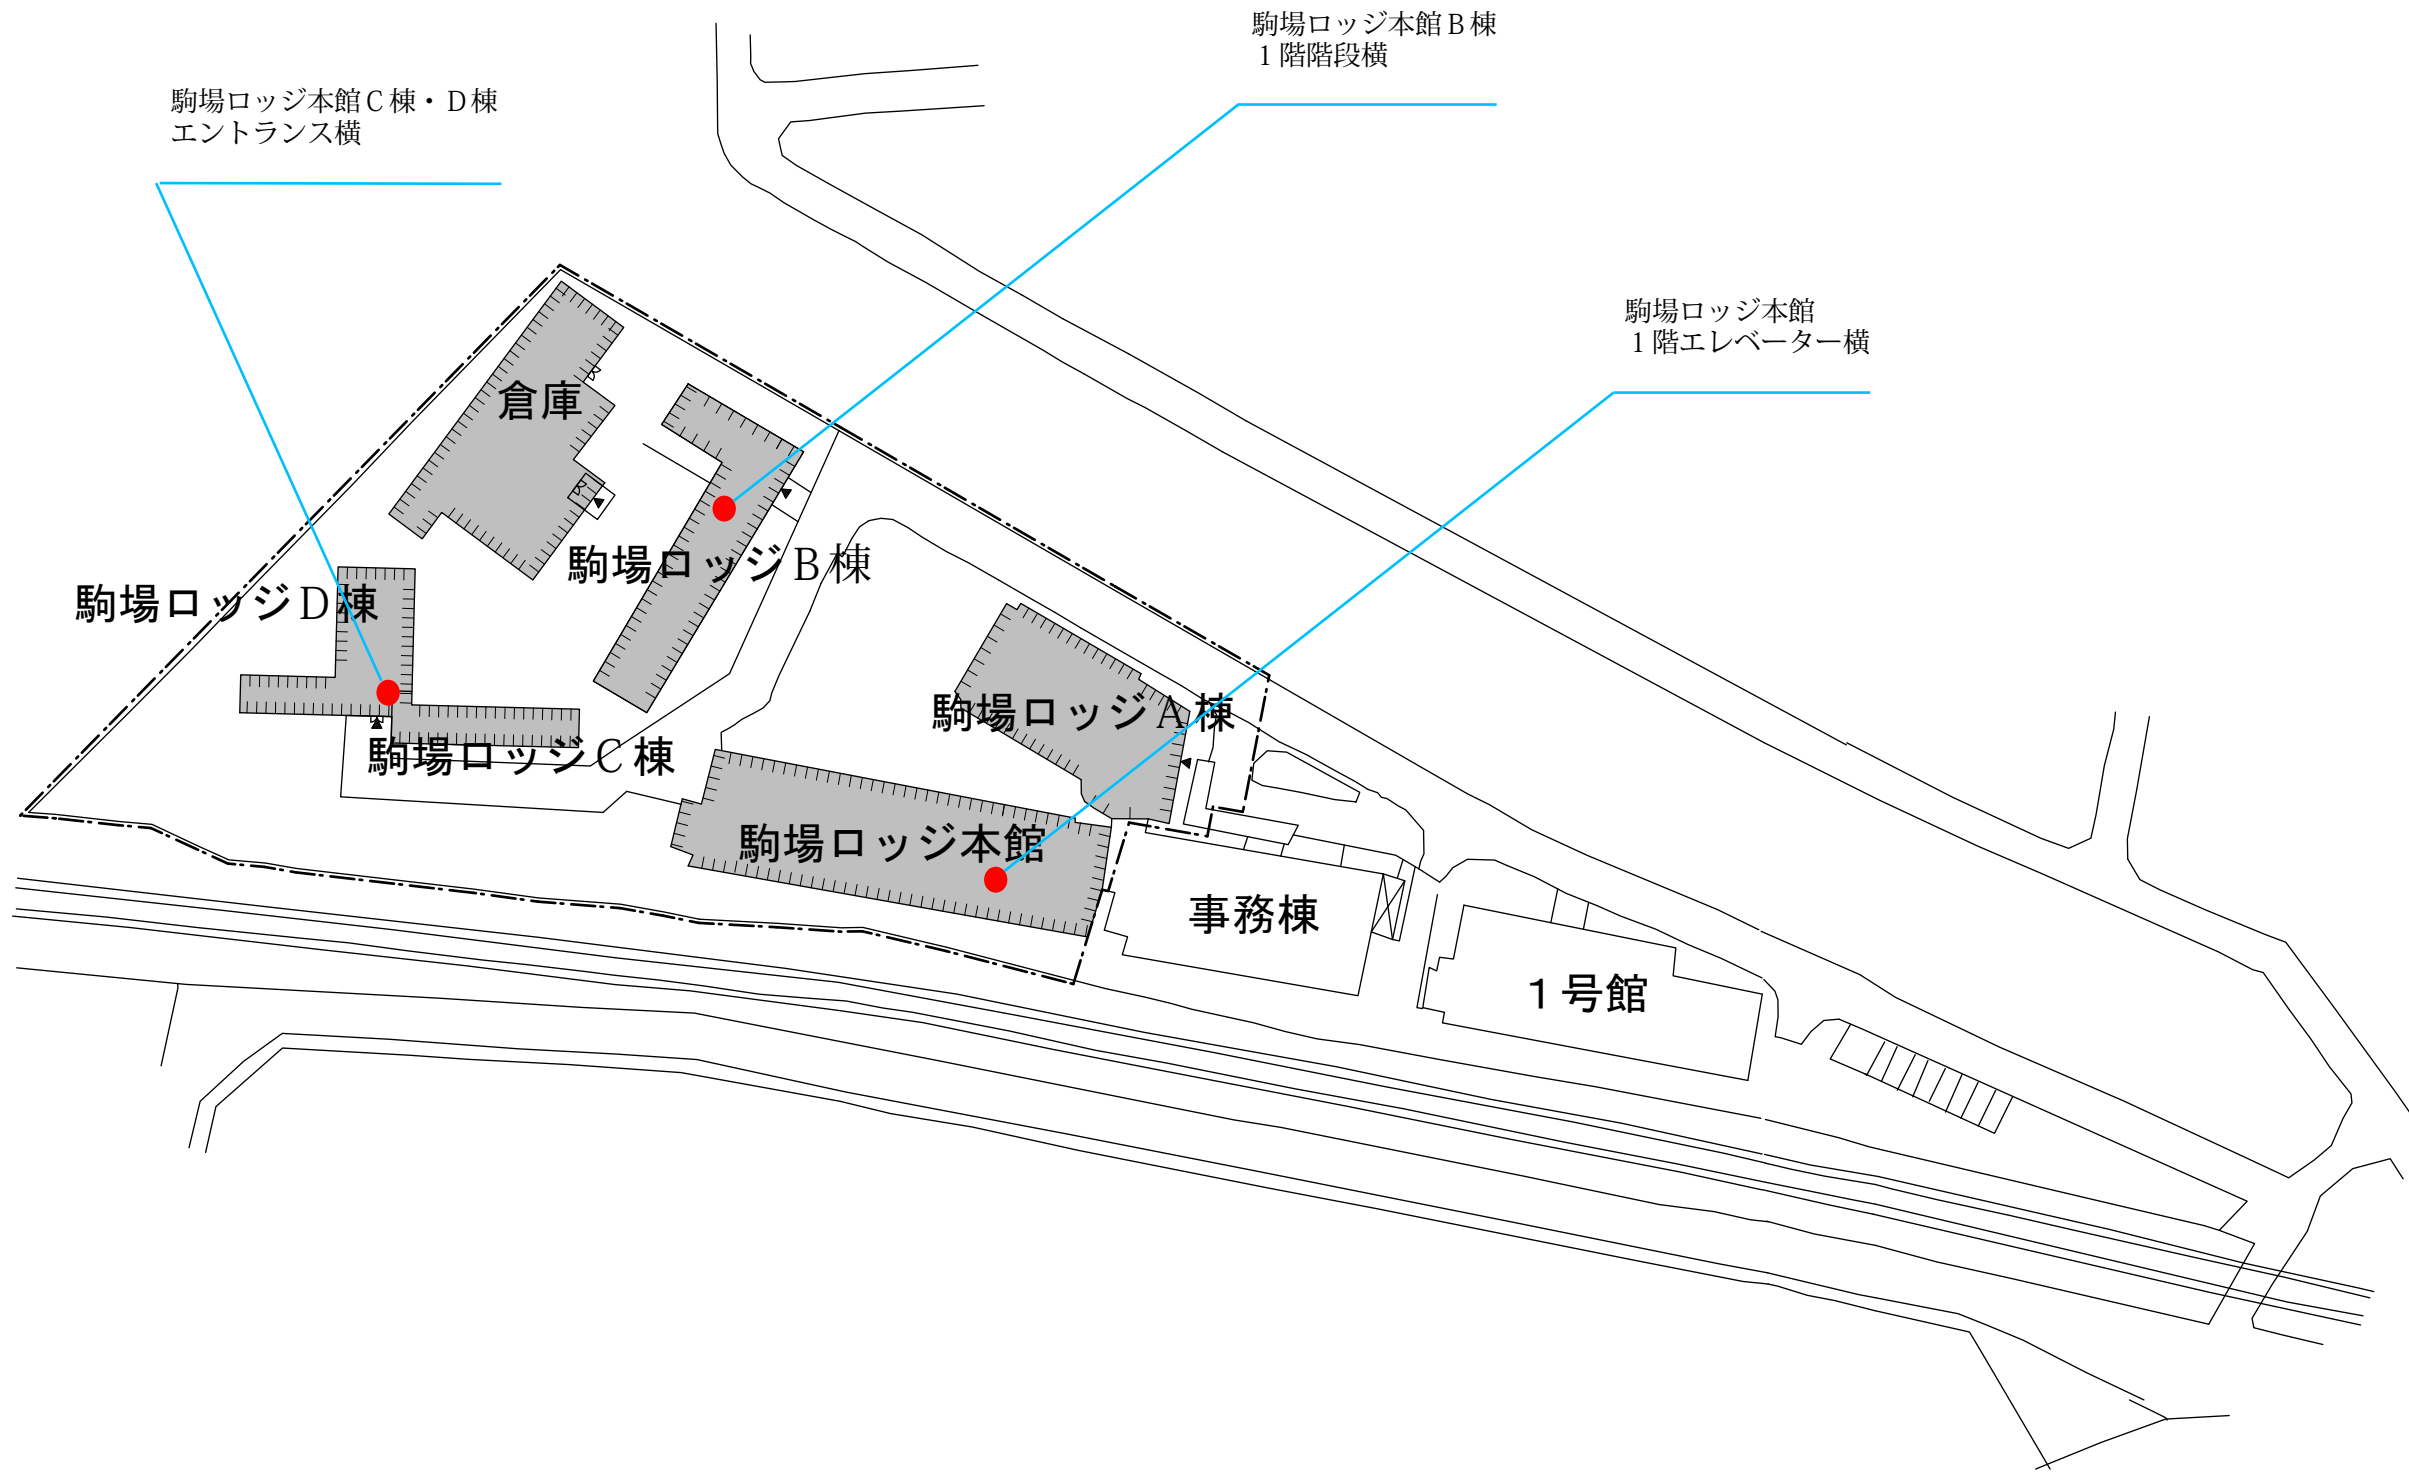 駒場ロッジ本館Ｂ棟
１階階段横
駒場ロッジ本館Ｃ棟・Ｄ棟
エントランス横
駒場ロッジ本館
１階エレベーター横
倉庫
駒場ロッジＢ棟
駒場ロッジＤ棟
駒場ロッジＡ棟
駒場ロッジＣ棟
駒場ロッジ本館
事務棟
１号館